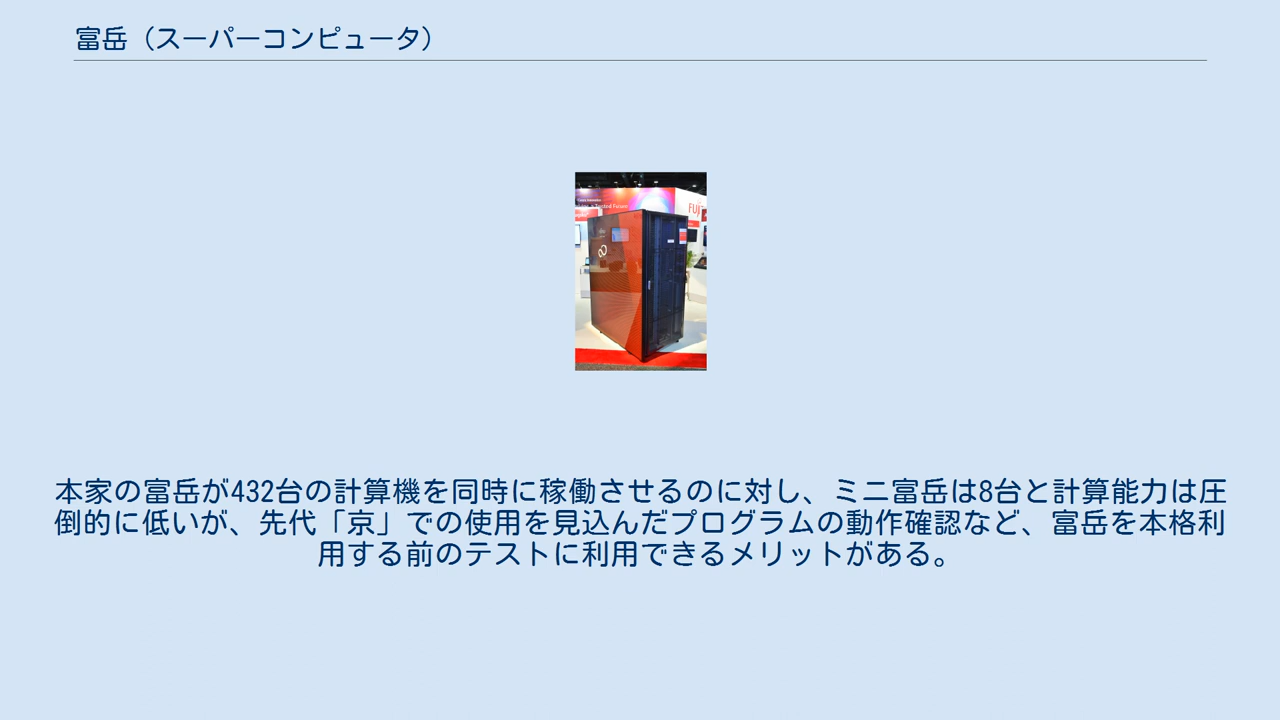 富岳（スーパーコンピュータ）
FUJ
本家の富岳が432台の計算機を同時に稼働させるのに対し、ミニ富岳は8台と計算能力は圧
倒的に低いが、先代「京」での使用を見込んだプログラムの動作確認など、富岳を本格利
用する前のテストに利用できるメリットがある。